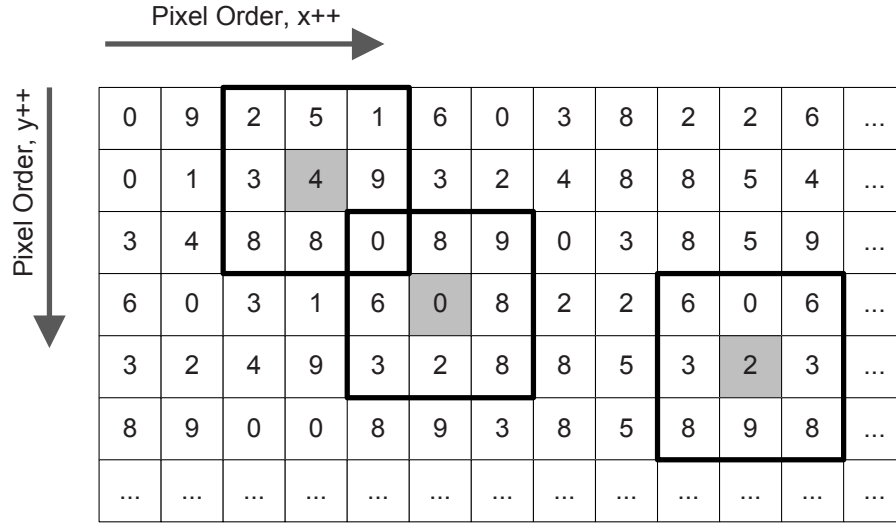 Pixel Order, x++
Pixel Order, y++
0 9 2 5 1 6 0 3 8 2 2 6 ...
0 1 3 4 9 3 2 4 8 8 5 4 ...
3 4 8 8 0 8 9 0 3 8 5 9 ...
6 0 3 1 6 0 8 2 2 6 0 6 ...
3 2 4 9 3 2 8 8 5 3 2 3 ...
8 9 0 0 8 9 3 8 5 8 9 8 ...
... ... ... ... ... ... ... ... ... ... ... ... ...